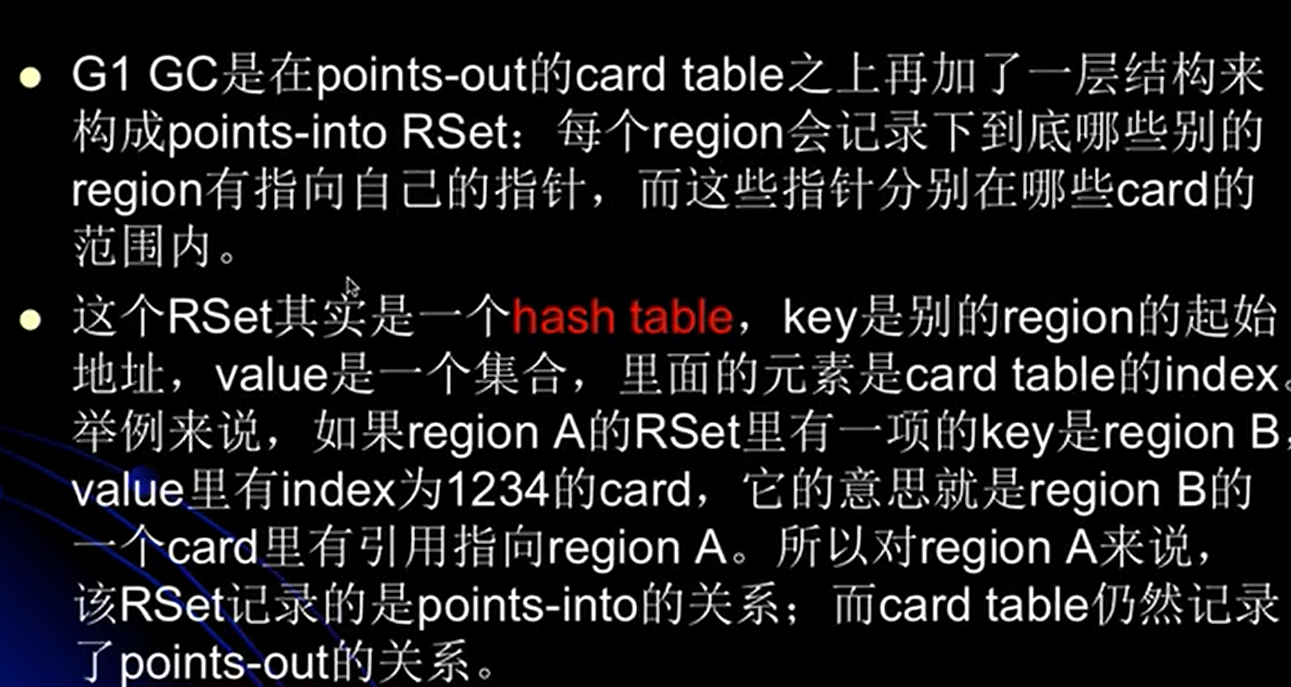 G1 GC是在points-out的card table之上再加了一层结构来
构成points-into RSet：每个region会记录下到底哪些别的
region有指向自己的指针，而这些指针分别在哪些card的
范围内。
这个RSet其实是一个hash table，key是别的region的起始
地址，value是一个集合，里面的元素是card table的index。
举例来说，如果region A的RSet里有一项的key是region B，
value里有index为1234的card，它的意思就是region B的
一个card里有引用指向region A。所以对region A来说，
该RSet记录的是points-into的关系；而card table仍然记录
了points-out的关系。